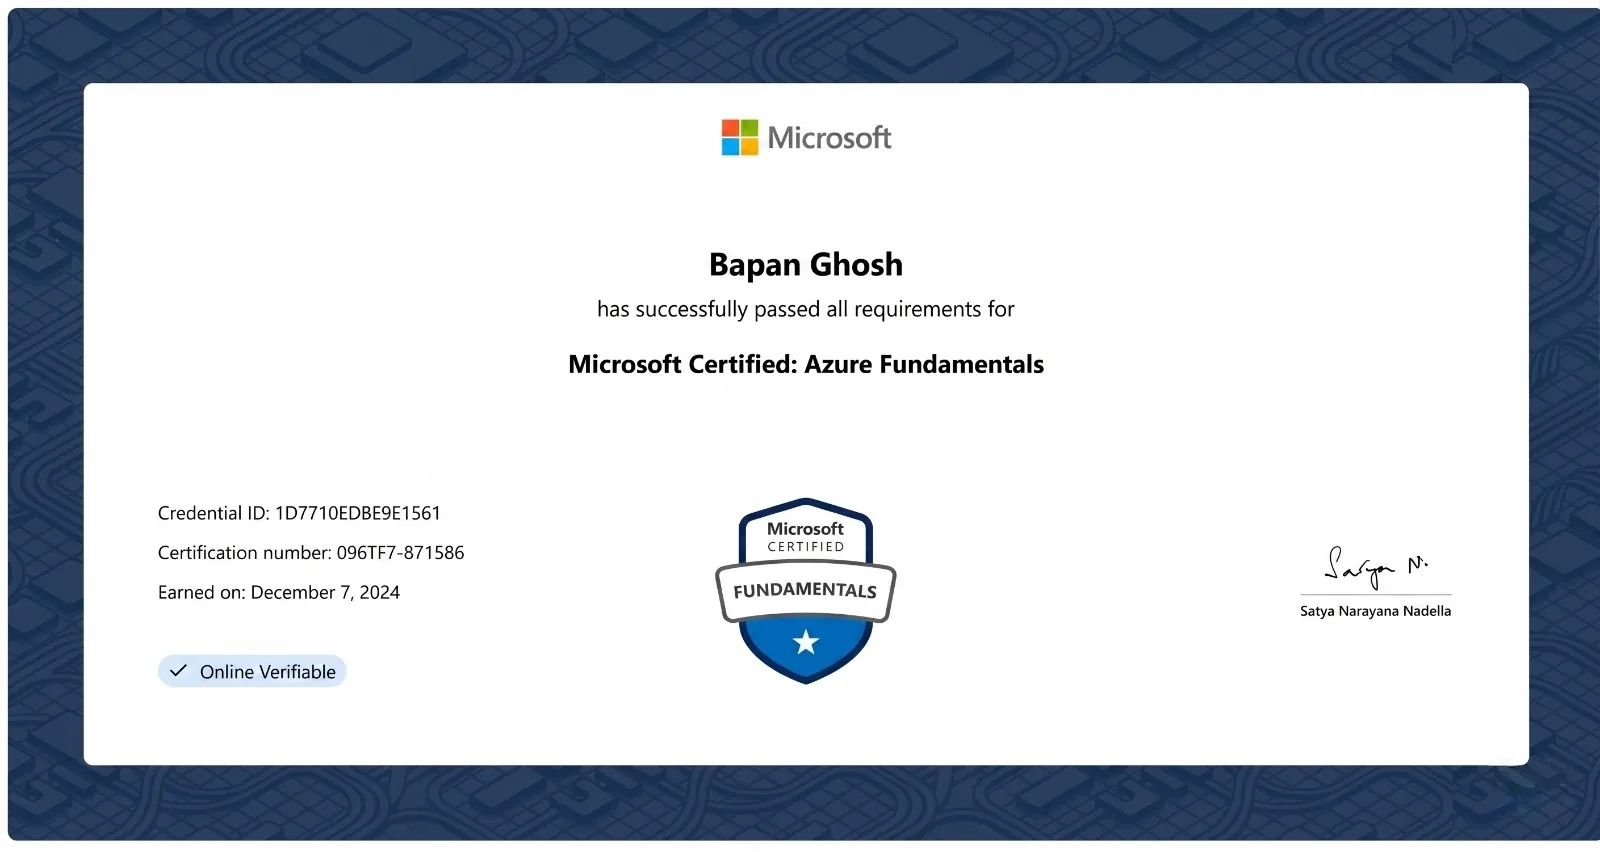 Microsoft
Bapan Ghosh
has successfully passed all requirements for
Microsoft Certified: Azure Fundamentals
Credential ID: 1D7710EDBE9E1561
Certification number: 096TF7-871586
Earned on: December 7, 2024
Online Verifiable
Microsoft
CERTIFIED
FUNDAMENTALS
Satya N.
Satya Narayana Nadella